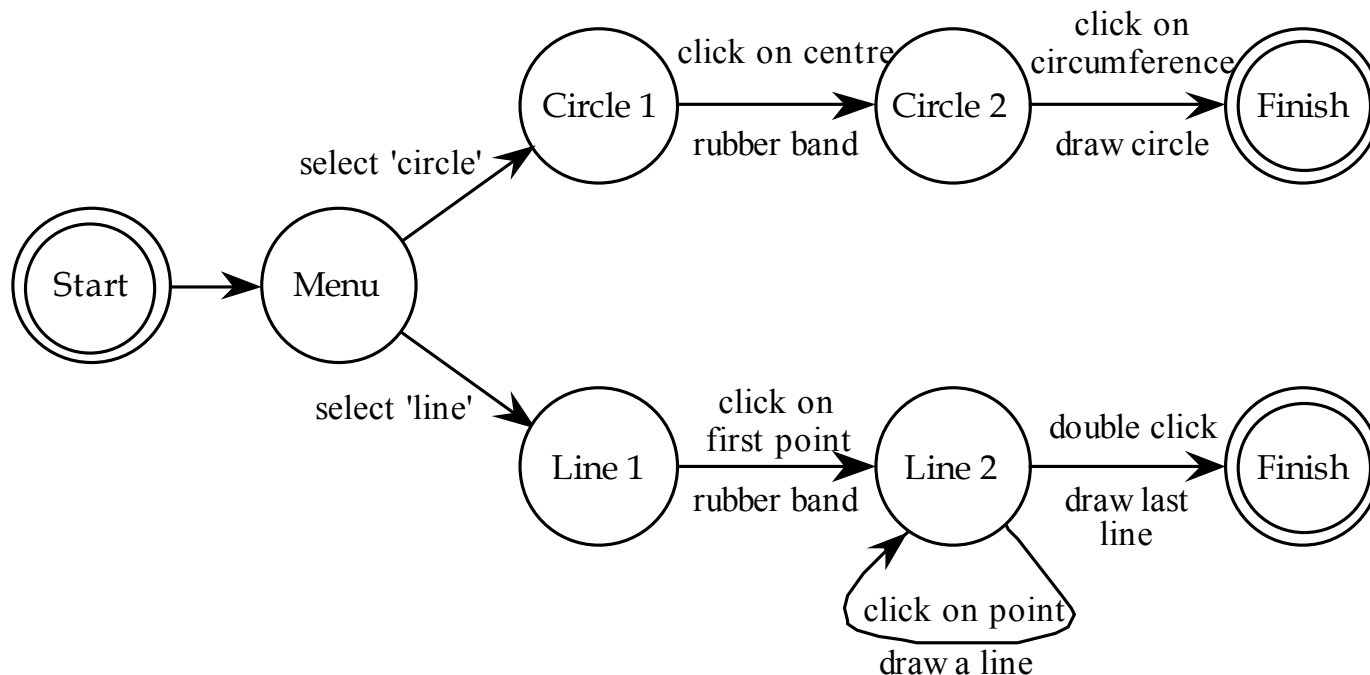 click on
click on centre
circumference
Circle 1
Circle 2
Finish
rubber band
draw circle
select 'circle'
Start
Menu
select 'line'
click on
first point
double click
Line 1
Line 2
Finish
rubber band
draw last
line
click on point
draw a line